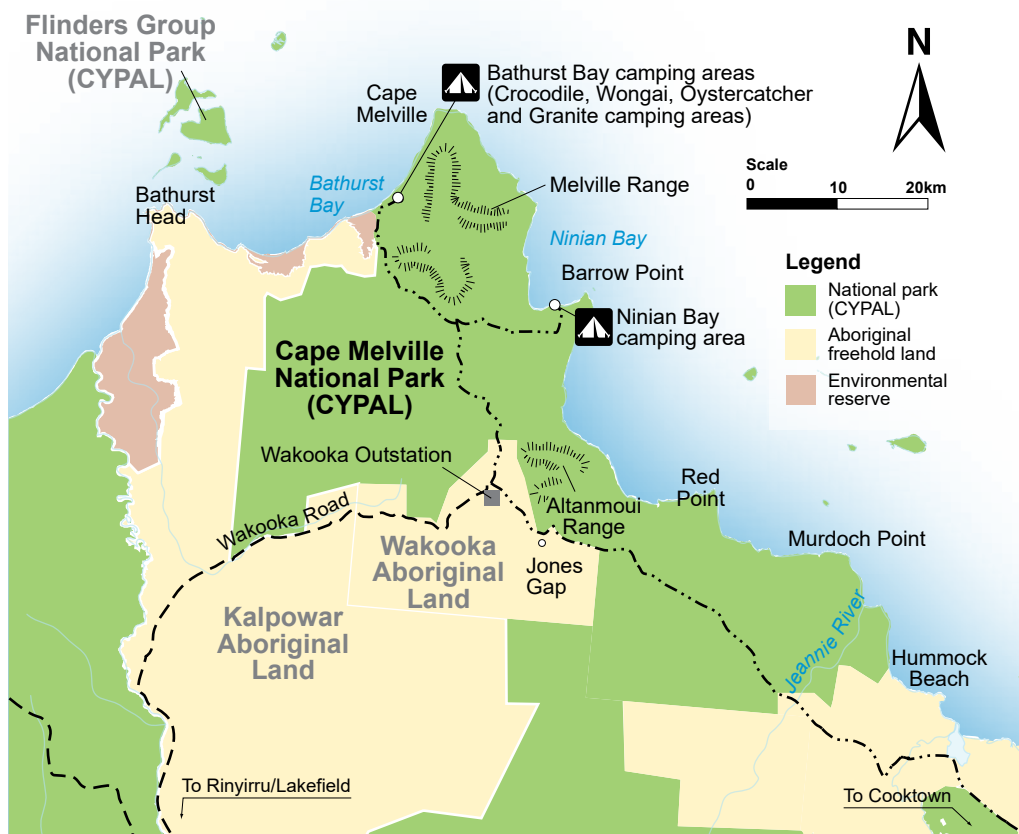 Flinders Group
National Park
(CYPAL)
N
Bathurst Bay camping areas
(Crocodile, Wongai, Oystercatcher
and Granite camping areas)
Cape
Melville
Scale
0 10 20km
Bathurst
Head
Bathurst
Bay
Melville Range
Ninian Bay
Barrow Point
Legend
National park
(CYPAL)
Aboriginal
freehold land
Environmental
reserve
Ninian Bay
camping area
Cape Melville
National Park
(CYPAL)
Wakooka Outstation
Altanmoui
Range
Red
Point
Wakooka Road
Murdoch Point
Wakooka
Aboriginal
Land
Jones
Gap
Kalpowar
Aboriginal
Land
Jeannie River
Hummock
Beach
To Rinyirru/Lakefield
To Cooktown